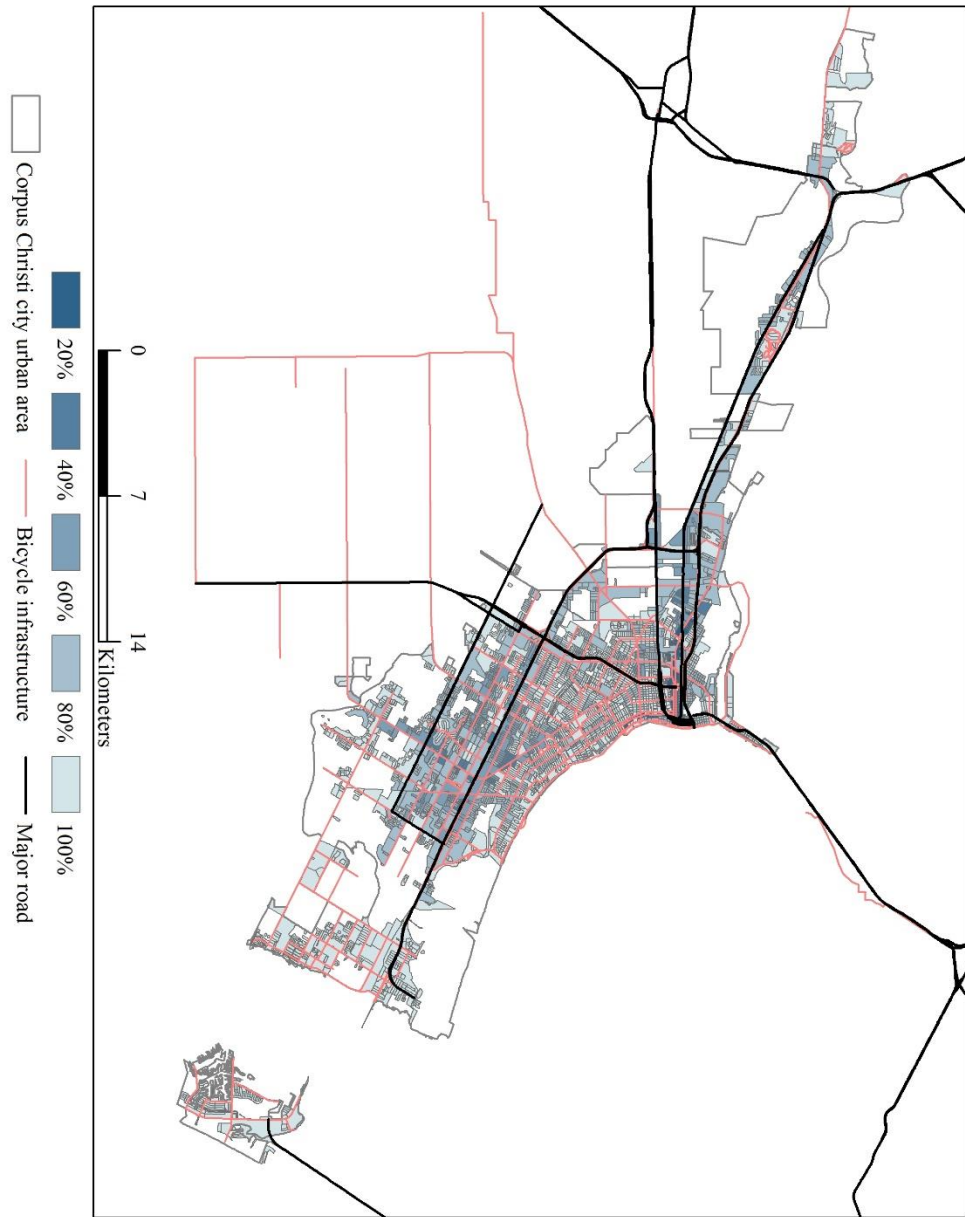 0 7 14
Kilometers
20% 40% 60% 80% 100%
Corpus Christi city urban area Bicycle infrastructure Major road